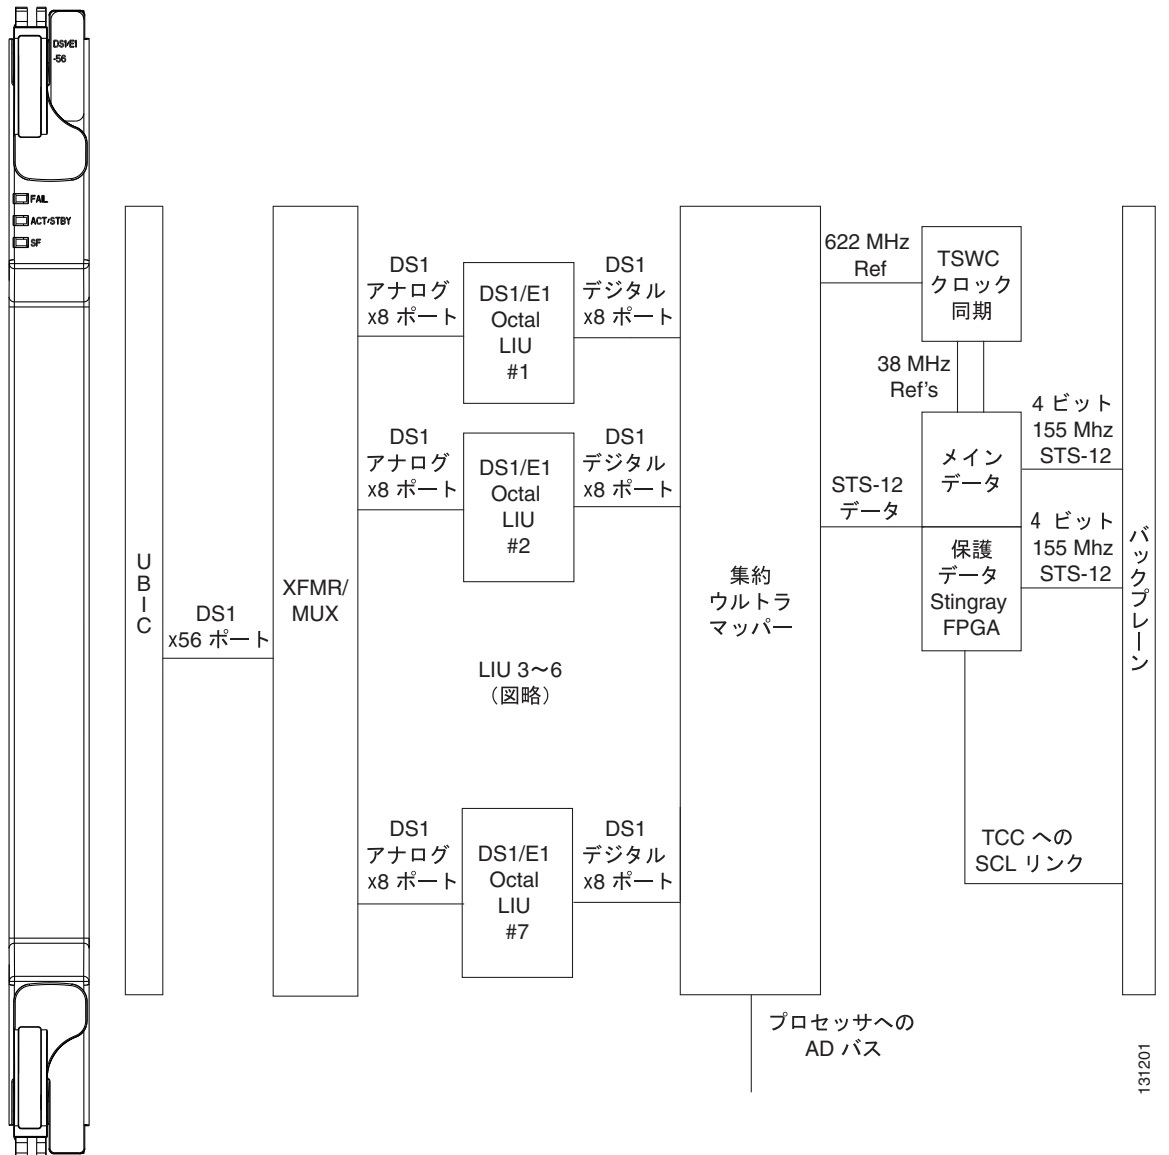 DS1/E1
-56
FAIL
ACT/STBY
SF
UBIC
DS1
x56 ポート
XFMR/
MUX
DS1
アナログ
x8 ポート
DS1/E1
Octal
LIU
#1
DS1
デジタル
x8 ポート
DS1
アナログ
x8 ポート
DS1/E1
Octal
LIU
#2
DS1
デジタル
x8 ポート
LIU 3～6
（図略）
DS1
アナログ
x8 ポート
DS1/E1
Octal
LIU
#7
DS1
デジタル
x8 ポート
集約
ウルトラ
マッパー
プロセッサへの
AD バス
622 MHz
Ref
TSWC
クロック
同期
38 MHz
Ref's
STS-12
データ
メイン
データ
保護
データ
Stingray
FPGA
4 ビット
155 Mhz
STS-12
4 ビット
155 Mhz
STS-12
TCC への
SCL リンク
バックプレーン
131201